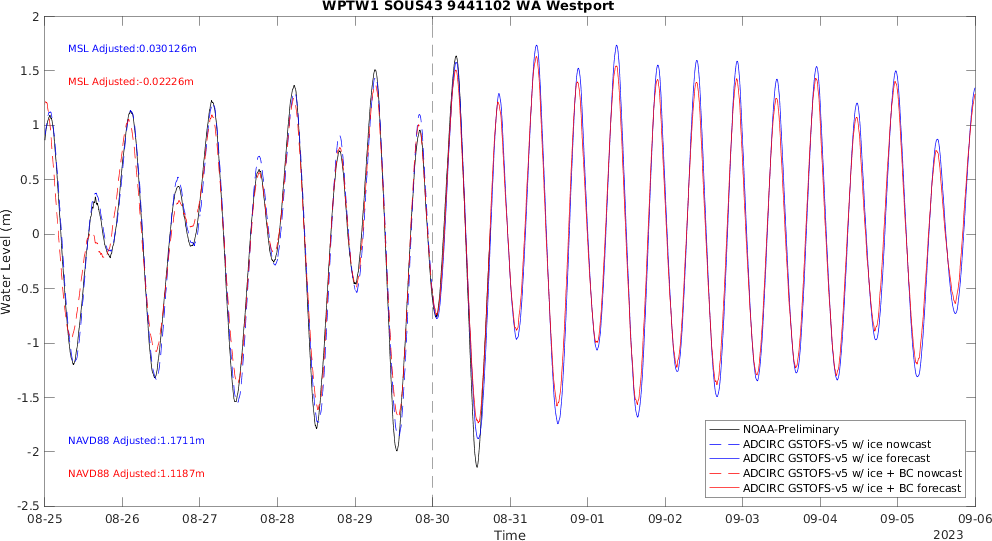 WPTW1 SOUS43 9441102 WA Westport
2
1.5
1
0.5
0
-0.5
-1
-1.5
-2
-2.5
Water Level (m)
MSL Adjusted:0.030126m
MSL Adjusted:-0.02226m
NAVD88 Adjusted:1.1711m
NAVD88 Adjusted:1.1187m
NOAA-Preliminary
ADCIRC GSTOFS-v5 w/ ice nowcast
ADCIRC GSTOFS-v5 w/ ice forecast
ADCIRC GSTOFS-v5 w/ ice + BC nowcast
ADCIRC GSTOFS-v5 w/ ice + BC forecast
08-25 08-26 08-27 08-28 08-29 08-30 08-31 09-01 09-02 09-03 09-04 09-05 09-06
Time
2023